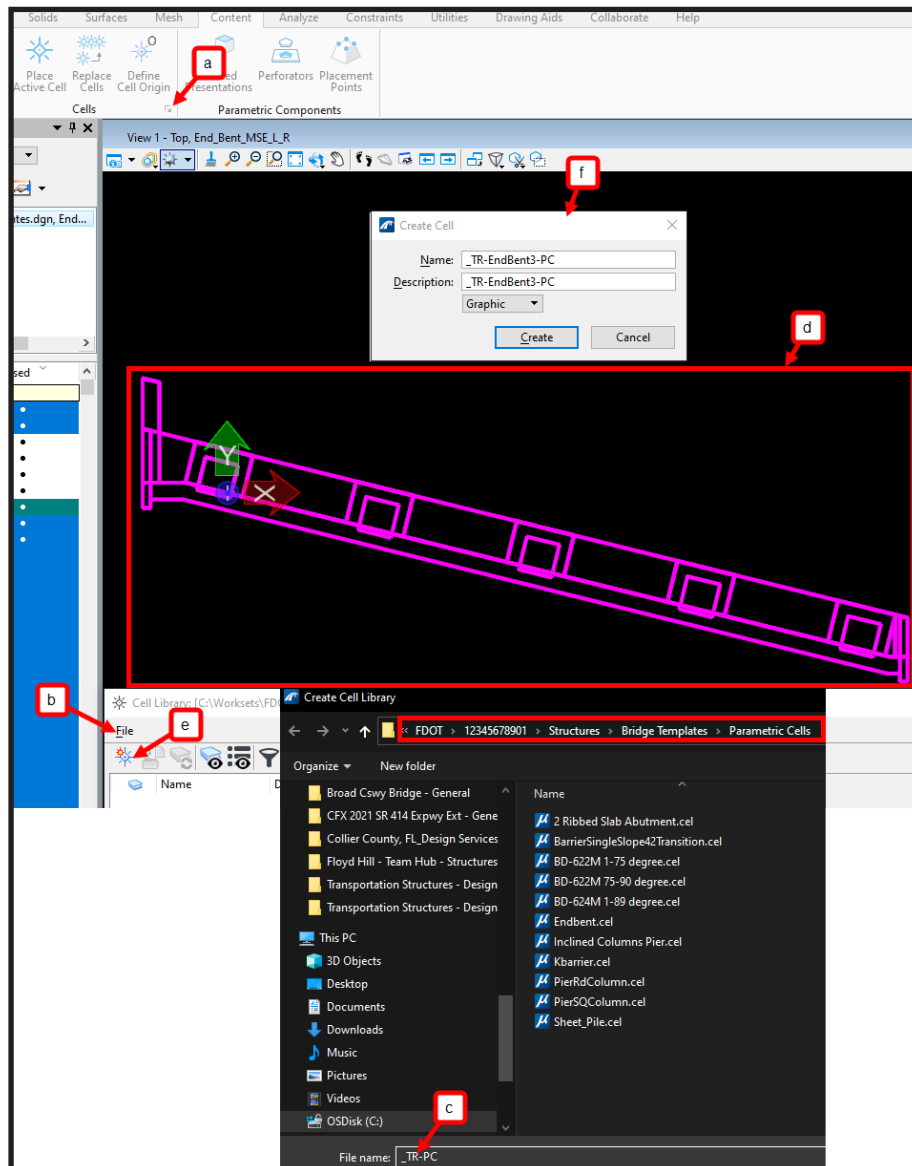 Solids Surfaces Mesh Content Analyze Constraints Utilities Drawing Aids Collaborate Help
a
Place Active Cell
Replace Cells
Define Cell Origin
Perforators
Placement Points
Cells
Parametric Components
View 1 - Top, End_Bent_MSE_L_R
f
ates.dgn, End...
Create Cell
Name: _TR-EndBent3-PC
Description: _TR-EndBent3-PC
Graphic
Create Cancel
d
sed
Y
X
b
Cell Library: [C:\Worksets\FD
Create Cell Library
e
File
« FDOT > 12345678901 > Structures > Bridge Templates > Parametric Cells
Organize New folder
Name
Broad Cswy Bridge - General
CFX 2021 SR 414 Expwy Ext - Gene
Collier County, FL_Design Services
Floyd Hill - Team Hub - Structures
Transportation Structures - Design
Transportation Structures - Design
This PC
3D Objects
Desktop
Documents
Downloads
Music
Pictures
Videos
OSDisk (C:)
Name
2 Ribbed Slab Abutment.cel
BarrierSingleSlope42Transition.cel
BD-622M 1-75 degree.cel
BD-622M 75-90 degree.cel
BD-624M 1-89 degree.cel
Endbent.cel
Inclined Columns Pier.cel
Kbarrier.cel
PierRdColumn.cel
PierSQColumn.cel
Sheet_Pile.cel
c
File name: _TR-PC